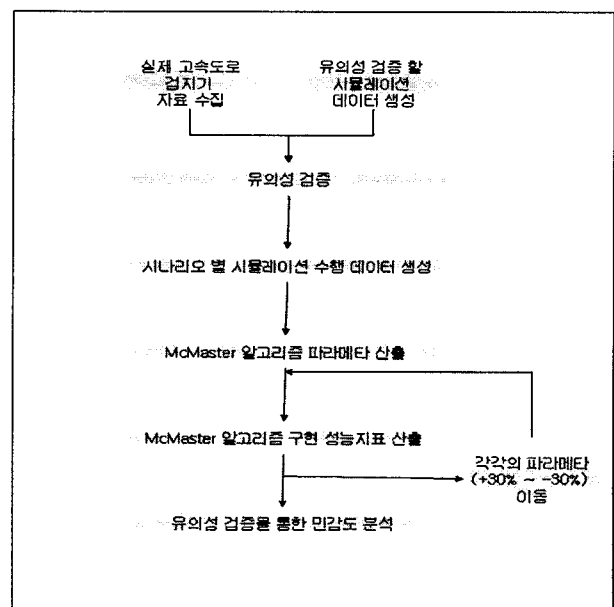 실제 고속도로
검지기
자료 수집
유의성 검증 할
시뮬레이션
데이터 생성
유의성 검증
시나리오 별 시뮬레이션 수행 데이터 생성
McMaster 알고리즘 파라메타 산출
McMaster 알고리즘 구현 성능지표 산출
각각의 파라메타
(+30% ~ -30%)
이동
유의성 검증을 통한 민감도 분석